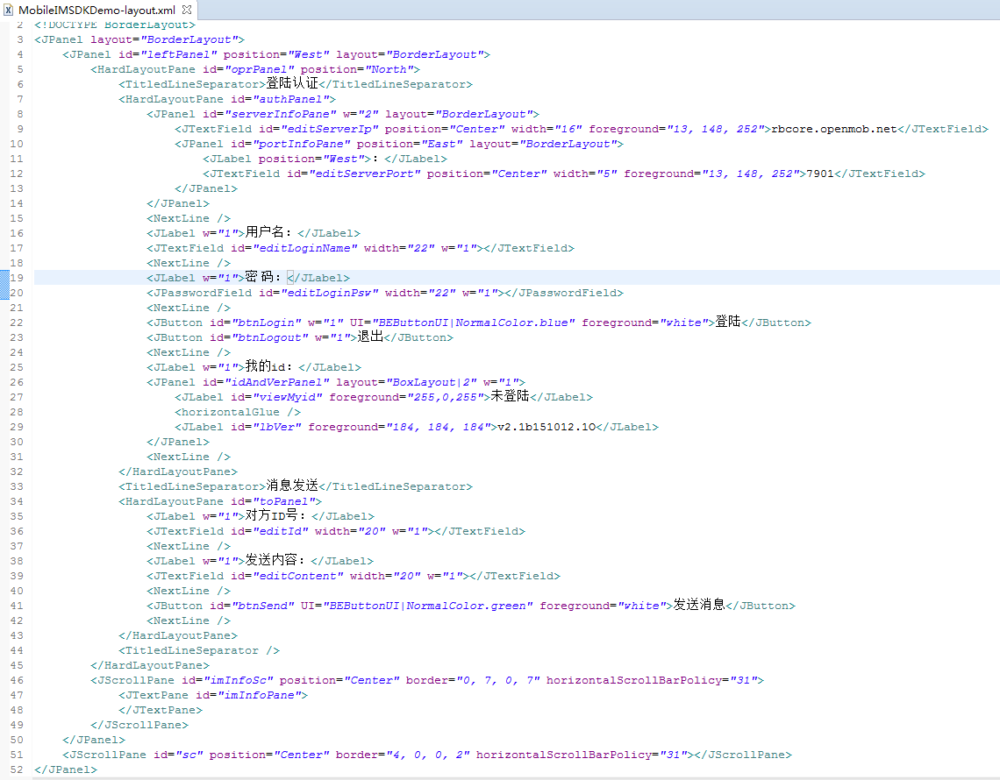 MobileIMSDKDemo-layout.xml
2 <!DOCTYPE BorderLayout>
3 <JPanel layout="BorderLayout">
4 <JPanel id="leftPanel" position="West" layout="BorderLayout">
5 <HardLayoutPane id="oprPanel" position="North">
6 <TitledLineSeparator>登陆认证</TitledLineSeparator>
7 <HardLayoutPane id="authPanel">
8 <JPanel id="serverInfoPane" w="2" layout="BorderLayout">
9 <JTextField id="editServerIp" position="Center" width="16" foreground="13, 148, 252">rbcore.openmob.net</JTextField>
10 <JPanel id="portInfoPane" position="East" layout="BorderLayout">
11 <JLabel position="West">：</JLabel>
12 <JTextField id="editServerPort" position="Center" width="5" foreground="13, 148, 252">7901</JTextField>
13 </JPanel>
14 </JPanel>
15 <NextLine />
16 <JLabel w="1">用户名：</JLabel>
17 <JTextField id="editLoginName" width="22" w="1"></JTextField>
18 <NextLine />
19 <JLabel w="1">密 码：</JLabel>
20 <JPasswordField id="editLoginPsw" width="22" w="1"></JPasswordField>
21 <NextLine />
22 <JButton id="btnLogin" w="1" UI="BEButtonUI|NormalColor.blue" foreground="white">登陆</JButton>
23 <JButton id="btnLogout" w="1">退出</JButton>
24 <NextLine />
25 <JLabel w="1">我的id：</JLabel>
26 <JPanel id="idAndVerPanel" layout="BoxLayout|2" w="1">
27 <JLabel id="viewMyid" foreground="255,0,255">未登陆</JLabel>
28 <horizontalGlue />
29 <JLabel id="lbVer" foreground="184, 184, 184">v2.1b151012.1O</JLabel>
30 </JPanel>
31 <NextLine />
32 </HardLayoutPane>
33 <TitledLineSeparator>消息发送</TitledLineSeparator>
34 <HardLayoutPane id="toPanel">
35 <JLabel w="1">对方ID号：</JLabel>
36 <JTextField id="editId" width="20" w="1"></JTextField>
37 <NextLine />
38 <JLabel w="1">发送内容：</JLabel>
39 <JTextField id="editContent" width="20" w="1"></JTextField>
40 <NextLine />
41 <JButton id="btnSend" UI="BEButtonUI|NormalColor.green" foreground="white">发送消息</JButton>
42 <NextLine />
43 </HardLayoutPane>
44 <TitledLineSeparator />
45 </HardLayoutPane>
46 <JScrollPane id="imInfoSc" position="Center" border="0, 7, 0, 7" horizontalScrollBarPolicy="31">
47 <JTextPane id="imInfoPane">
48 </JTextPane>
49 </JScrollPane>
50 </JPanel>
51 <JScrollPane id="sc" position="Center" border="4, 0, 0, 2" horizontalScrollBarPolicy="31"></JScrollPane>
52 </JPanel>